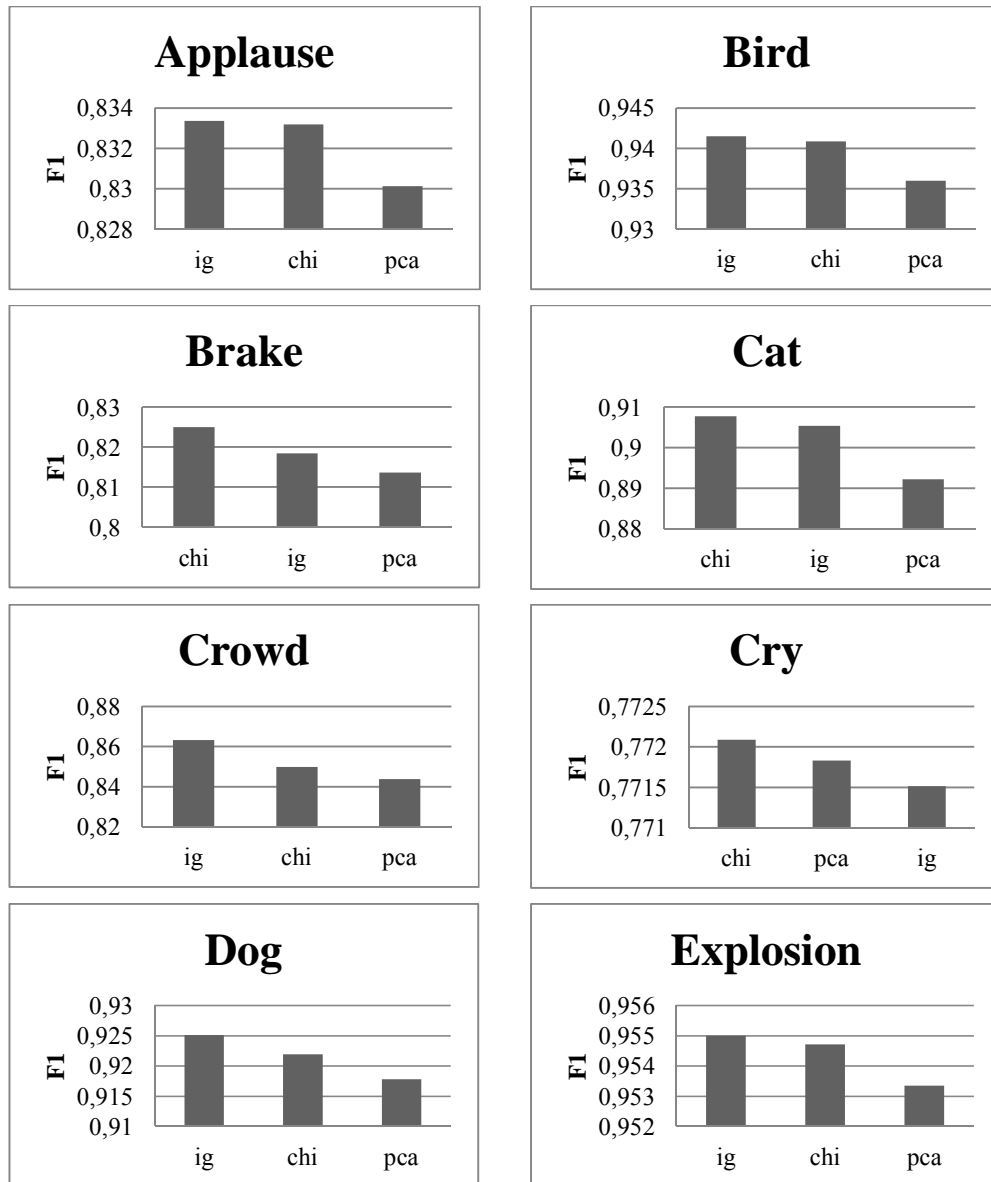 Applause
F1
0,834
0,832
0,83
0,828
ig chi pca
Bird
F1
0,945
0,94
0,935
0,93
ig chi pca
Brake
F1
0,83
0,82
0,81
0,8
chi ig pca
Cat
F1
0,91
0,9
0,89
0,88
chi ig pca
Crowd
F1
0,88
0,86
0,84
0,82
ig chi pca
Cry
F1
0,7725
0,772
0,7715
0,771
chi pca ig
Dog
F1
0,93
0,925
0,92
0,915
0,91
ig chi pca
Explosion
F1
0,956
0,955
0,954
0,953
0,952
ig chi pca